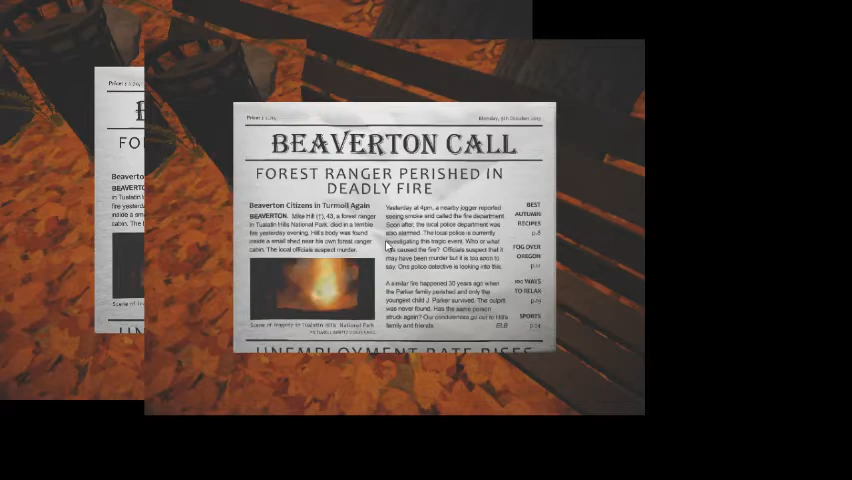 Monday, 9th October 2017
BEAVERTON CALL
FOREST RANGER PERISHED IN
DEADLY FIRE
Beaverton Citizens in Turmoil Again
BEAVERTON. Mike Hill (†), 43, a forest ranger
in Tualatin Hills National Park, died in a terrible
fire yesterday evening. Hill's body was found
inside a small shed near his own forest ranger
cabin. The local officials suspect murder.
Scene of Tragedy in Tualatin Hills National Park
Yesterday at 4pm, a nearby jogger reported
seeing smoke and called the fire department.
Soon after, the local police department was
also alarmed. The local police is currently
investigating this tragic event. Who or what
has caused the fire? Officials suspect that it
may have been murder but it is too soon to
say. One police detective is looking into this.
A similar fire happened 30 years ago when
the Parker family perished and only the
youngest child J. Parker survived. The culprit
was never found. Has the same person
struck again? Our condolences go out to Hill's
family and friends.
ELB
BEST
AUTUMN
RECIPES
p.8
FOG OVER
OREGON
100 WAYS
TO RELAX
SPORTS
UNEMPLOYMENT RATE RISES